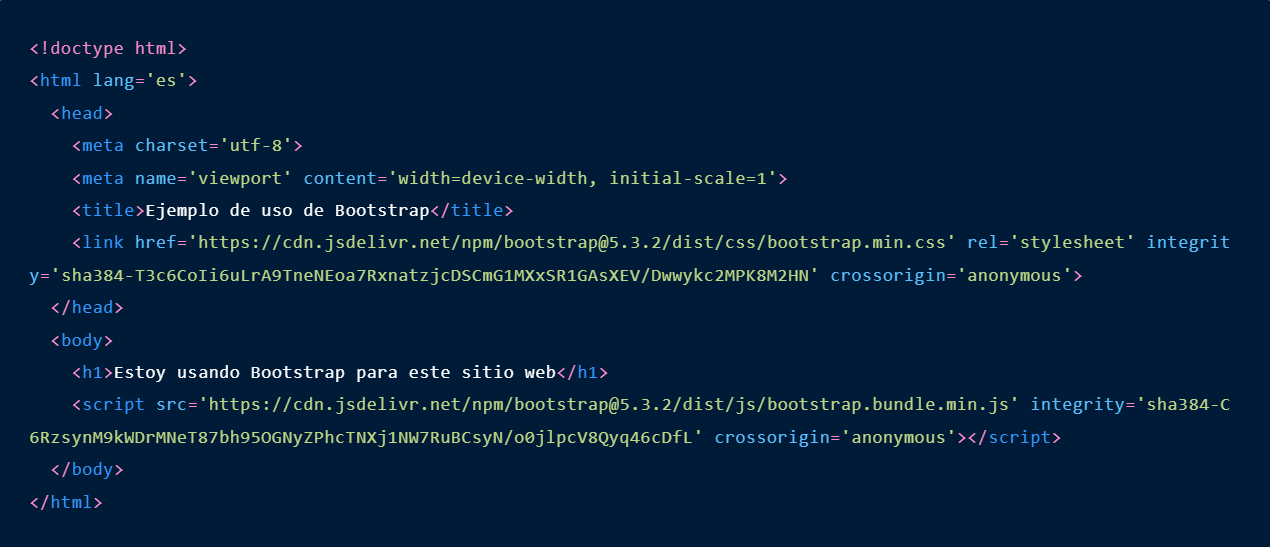 <!doctype html>
<html lang='es'>
  <head>
    <meta charset='utf-8'>
    <meta name='viewport' content='width=device-width, initial-scale=1'>
    <title>Ejemplo de uso de Bootstrap</title>
    <link href='https://cdn.jsdelivr.net/npm/bootstrap@5.3.2/dist/css/bootstrap.min.css' rel='stylesheet' integrit
y='sha384-T3c6CoIi6uLrA9TneNEoa7RxnatzjcDSCmG1MXxSR1GAsXEV/Dwwykc2MPK8M2HN' crossorigin='anonymous'>
  </head>
  <body>
    <h1>Estoy usando Bootstrap para este sitio web</h1>
    <script src='https://cdn.jsdelivr.net/npm/bootstrap@5.3.2/dist/js/bootstrap.bundle.min.js' integrity='sha384-C
6RzsynM9kWDrMNeT87bh95OGNyZPhcTNXj1NW7RuBCsyN/o0jlpcV8Qyq46cDfL' crossorigin='anonymous'></script>
  </body>
</html>